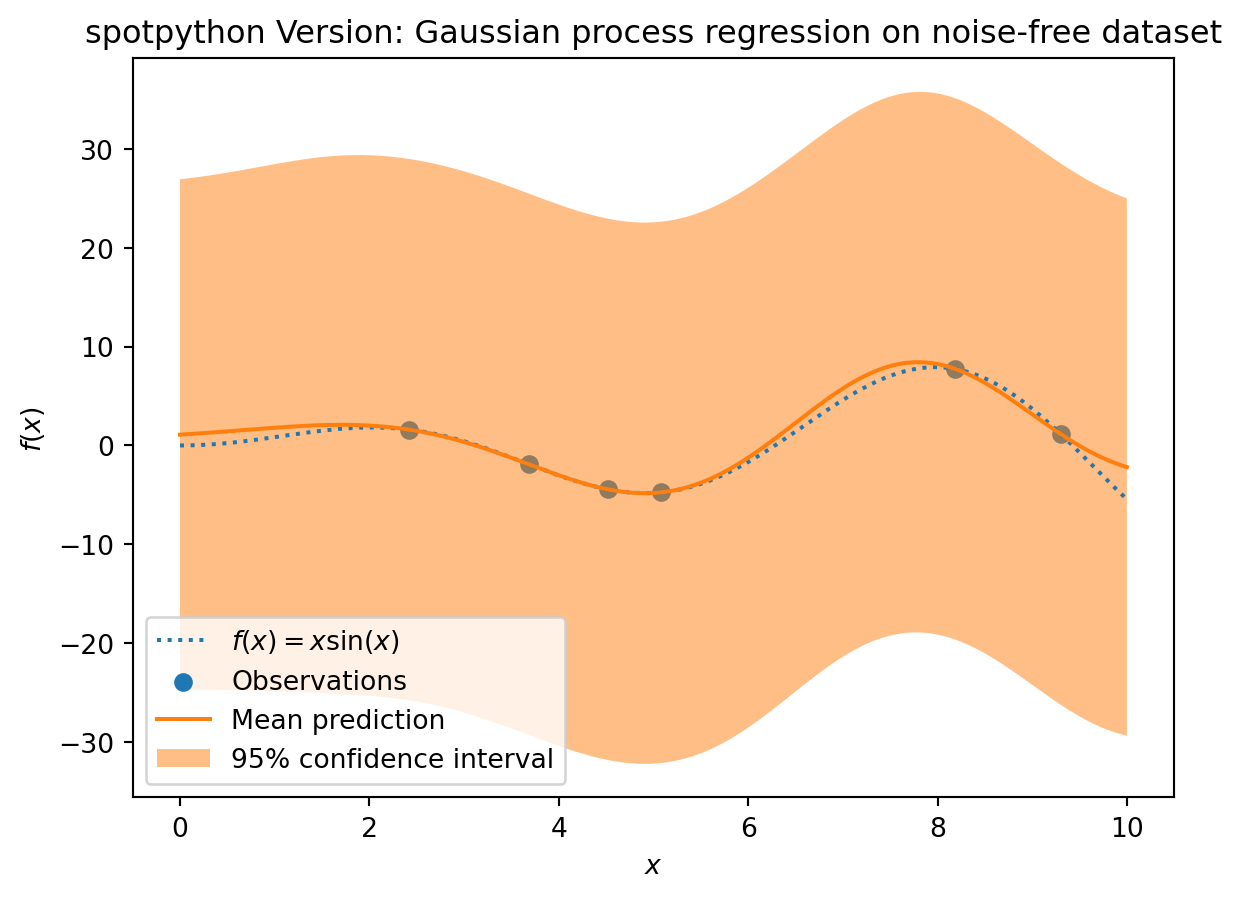 spotpython Version: Gaussian process regression on noise-free dataset
30
20
10
0
−10
−20
−30
f(x)
f(x) = x sin(x)
Observations
Mean prediction
95% confidence interval
0 2 4 6 8 10
x